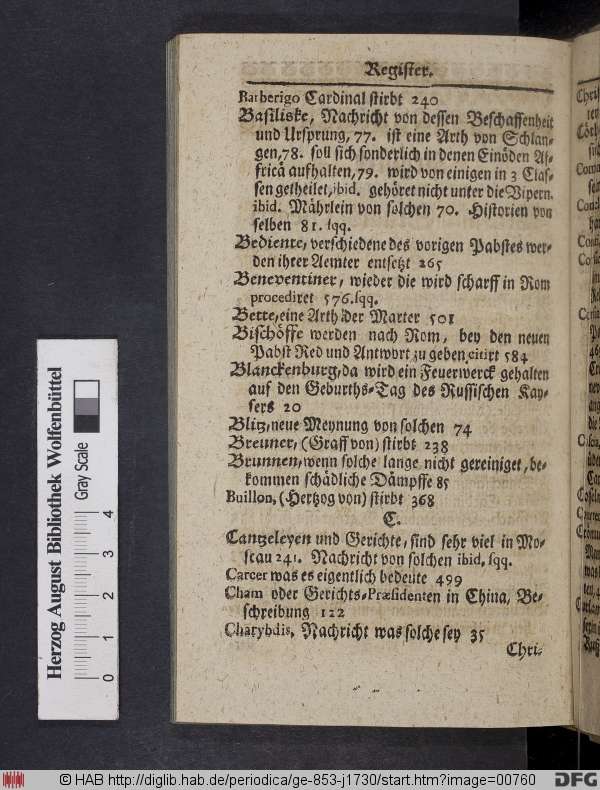 Register.
Barberigo Cardinal stirbt 240
Basiliske, Nachricht von dessen Beschaffenheit
und Ursprung, 77. ist eine Arth von Schlan-
gen, 78. soll sich sonderlich in denen Einöden Af-
fricä aufhalten, 79. wird von einigen in 3 Clas-
sen getheilet, ibid. gehöret nicht unter die Vipern.
ibid. Mährlein von solchen 70. Historien von
selben 81. sqq.
Bediente, verschiedene des vorigen Pabstes wer-
den ihrer Aemter entsetzt 265
Beneventiner, wieder die wird scharff in Rom
procediret 576. sqq.
Bette, eine Arth der Marter 501
Bischöffe werden nach Rom, bey den neuen
Pabst Red und Antwort zu geben citirt 584
Blanckenburg, da wird ein Feuerwerck gehalten
auf den Geburths-Tag des Russischen Kay-
sers 20
Blitz, neue Meynung von solchen 74
Breuner, (Graff von) stirbt 238
Brunnen, wenn solche lange nicht gereiniget, be-
kommen schädliche Dämpffe 85
Buillon, (Hertzog von) stirbt 368
C.
Cantzeleyen und Gerichte, sind sehr viel in Mo-
scau 241. Nachricht von solchen ibid. sqq.
Carcer was es eigentlich bedeute 499
Cham oder Gerichts-Præsidenten in China, Be-
schreibung 122
Charybdis, Nachricht was solche sey 35
Chri-
Herzog August Bibliothek Wolfenbüttel
Gray Scale
0 1 2 3 4
© HAB http://diglib.hab.de/periodica/ge-853-j1730/start.htm?image=00760
DFG